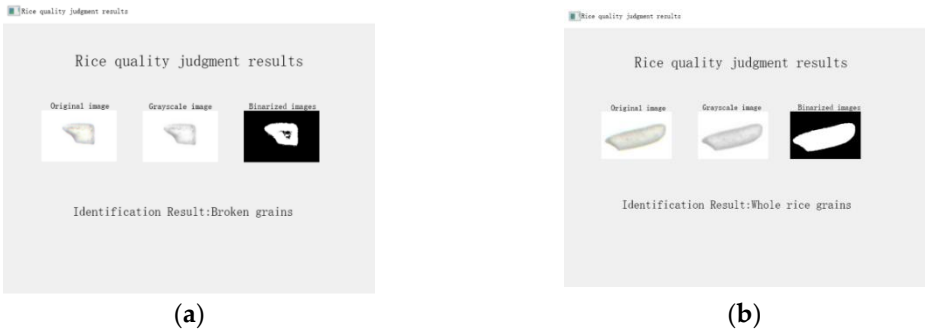 Rice quality judgment results
Rice quality judgment results
Original image Grayscale image Binarized images
Identification Result:Broken grains
(a)
Rice quality judgment results
Rice quality judgment results
Original image Grayscale image Binarized images
Identification Result:Whole rice grains
(b)